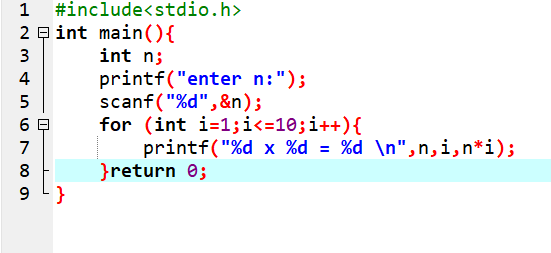 1 #include<stdio.h>
2 int main(){
3     int n;
4     printf("enter n:");
5     scanf("%d",&n);
6     for (int i=1;i<=10;i++){
7         printf("%d x %d = %d \n",n,i,n*i);
8     }return 0;
9 }